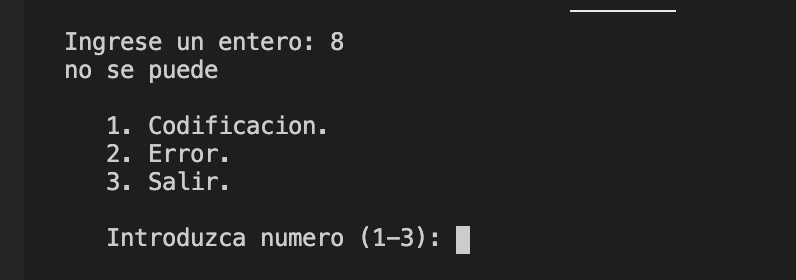 Ingrese un entero: 8
no se puede
1. Codificacion.
2. Error.
3. Salir.
Introduzca numero (1-3):